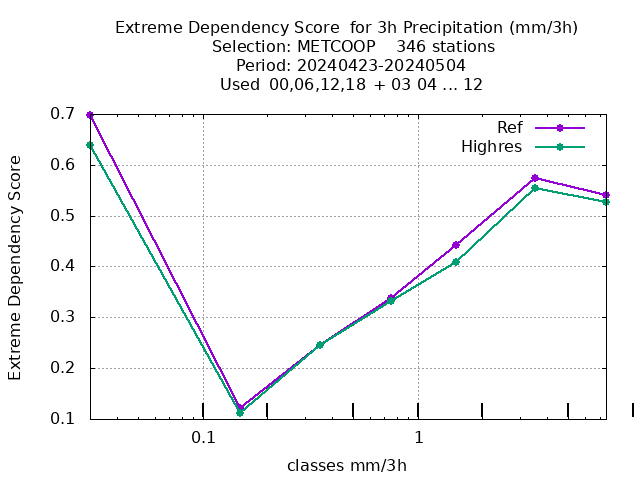 Extreme Dependency Score  for 3h Precipitation (mm/3h)
Selection: METCOOP    346 stations
Period: 20240423-20240504
Used  00,06,12,18  + 03 04 ... 12
Ref
Highres
0.7
0.6
0.5
0.4
0.3
0.2
0.1
Extreme Dependency Score
0.1
1
classes mm/3h